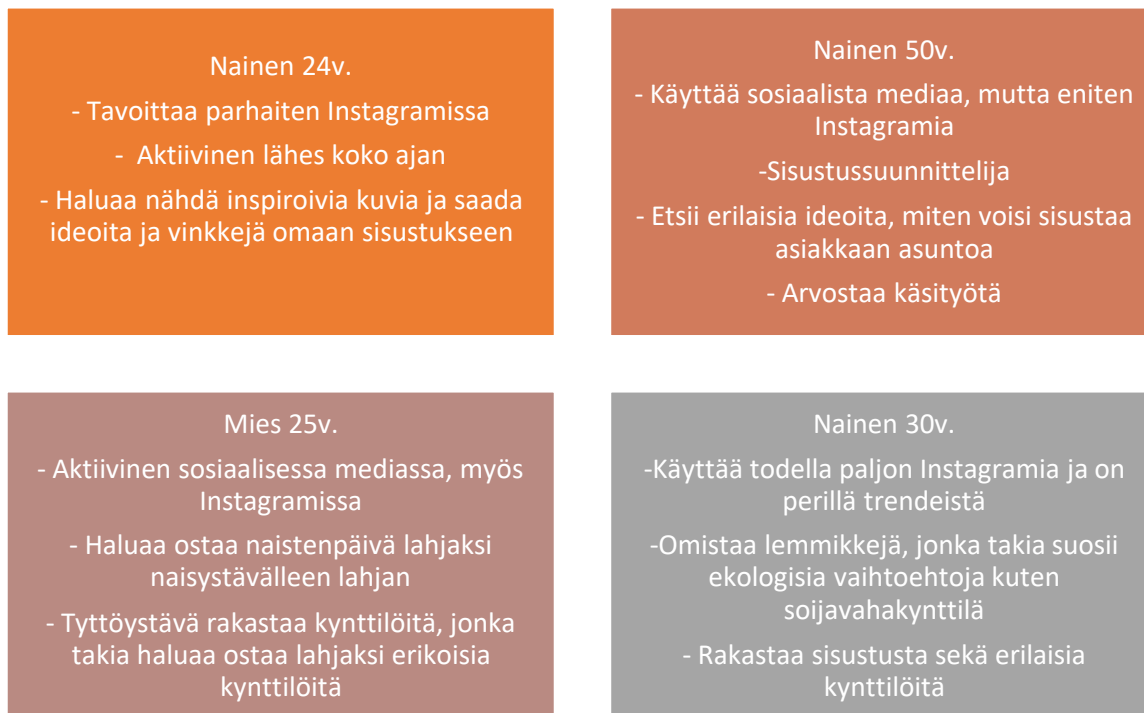 Nainen 24v.
- Tavoittaa parhaiten Instagramissa
- Aktiivinen lähes koko ajan
- Haluaa nähdä inspiroivia kuvia ja saada
ideoita ja vinkkejä omaan sisustukseen
Nainen 50v.
- Käyttää sosiaalista mediaa, mutta eniten
Instagramia
-Sisustussuunnittelija
- Etsii erilaisia ideoita, miten voisi sisustaa
asiakkaan asuntoa
- Arvostaa käsityötä
Mies 25v.
- Aktiivinen sosiaalisessa mediassa, myös
Instagramissa
- Haluaa ostaa naistenpäivä lahjaksi
naisystävälleen lahjan
- Tyttöystävä rakastaa kynttilöitä, jonka
takia haluaa ostaa lahjaksi erikoisia
kynttilöitä
Nainen 30v.
-Käyttää todella paljon Instagramia ja on
perillä trendeistä
-Omistaa lemmikkejä, jonka takia suosii
ekologisia vaihtoehtoja kuten
soijavahakynttilä
- Rakastaa sisustusta sekä erilaisia
kynttilöitä